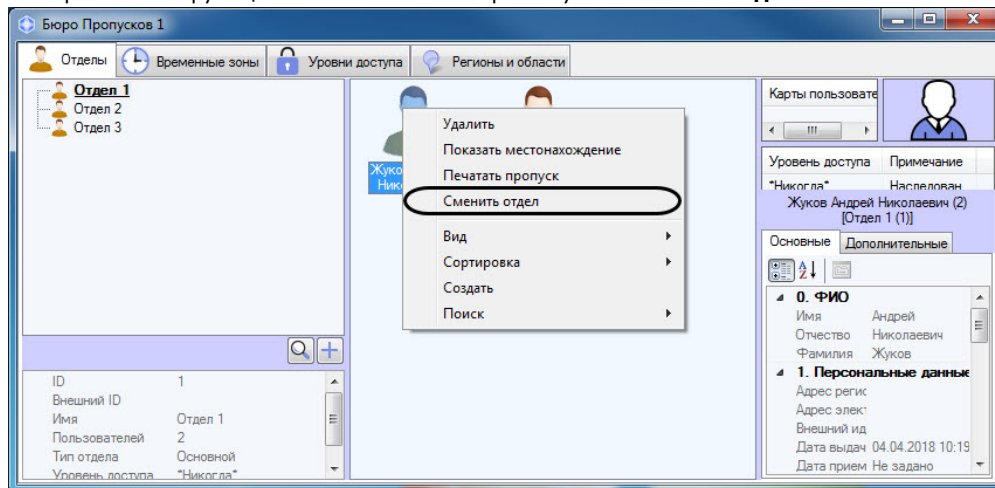 Бюро Пропусков 1
Отделы
Временные зоны
Уровни доступа
Регионы и области
Отдел 1
Отдел 2
Отдел 3
ID 1
Внешний ID
Имя Отдел 1
Пользователей 2
Тип отдела Основной
Уровень доступа "Никогда"
Жуко
Нико
Удалить
Показать местонахождение
Печатать пропуск
Сменить отдел
Вид
Сортировка
Создать
Поиск
Карты пользовате
Уровень доступа Примечание
"Никогда" Наследован
Жуков Андрей Николаевич (2)
[Отдел 1 (1)]
Основные Дополнительные
0. ФИО
Имя Андрей
Отчество Николаевич
Фамилия Жуков
1. Персональные данные
Адрес регис
Адрес элект
Внешний ид
Дата выдач 04.04.2018 10:19
Дата прием Не задано